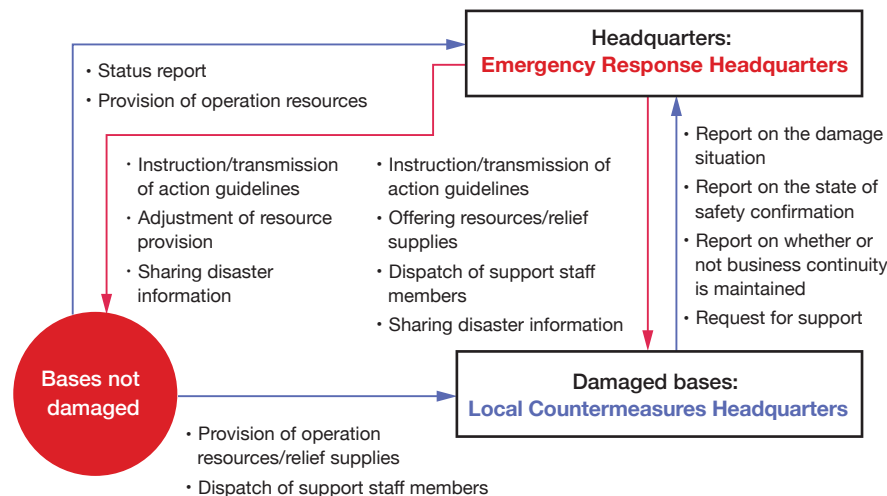 Headquarters:
Emergency Response Headquarters
・Status report
・Provision of operation resources
・Instruction/transmission
of action guidelines
・Adjustment of resource
provision
・Sharing disaster
information
・Instruction/transmission of
action guidelines
・Offering resources/relief
supplies
・Dispatch of support staff
members
・Sharing disaster information
・Report on the damage
situation
・Report on the state of
safety confirmation
・Report on whether or
not business continuity
is maintained
・Request for support
Bases not
damaged
Damaged bases:
Local Countermeasures Headquarters
・Provision of operation
resources/relief supplies
・Dispatch of support staff members